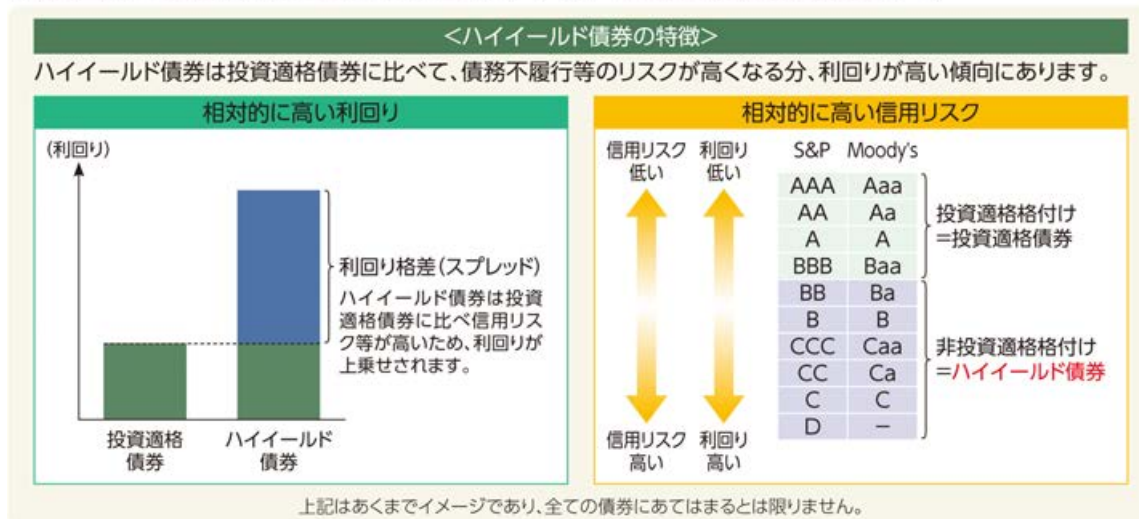 <ハイイールド債券の特徴>
ハイイールド債券は投資適格債券に比べて、債務不履行等のリスクが高くなる分、利回りが高い傾向にあります。
相対的に高い利回り
(利回り)
利回り格差(スプレッド)
ハイイールド債券は投資
適格債券に比べ信用リス
ク等が高いため、利回りが
上乗せされます。
投資適格
債券
ハイイールド
債券
相対的に高い信用リスク
信用リスク
低い
利回り
低い
S&P Moody's
AAA Aaa
AA Aa
A A
BBB Baa
投資適格格付け
=投資適格債券
BB Ba
B B
CCC Caa
CC Ca
C C
D −
非投資適格格付け
=ハイイールド債券
信用リスク
高い
利回り
高い
上記はあくまでイメージであり、全ての債券にあてはまるとは限りません。